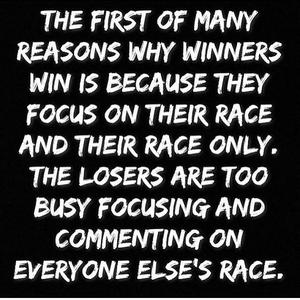 THE FIRST OF MANY
REASONS WHY WINNERS
WIN IS BECAUSE THEY
FOCUS ON THEIR RACE
AND THEIR RACE ONLY.
THE LOSERS ARE TOO
BUSY FOCUSING AND
COMMENTING ON
EVERYONE ELSE'S RACE.